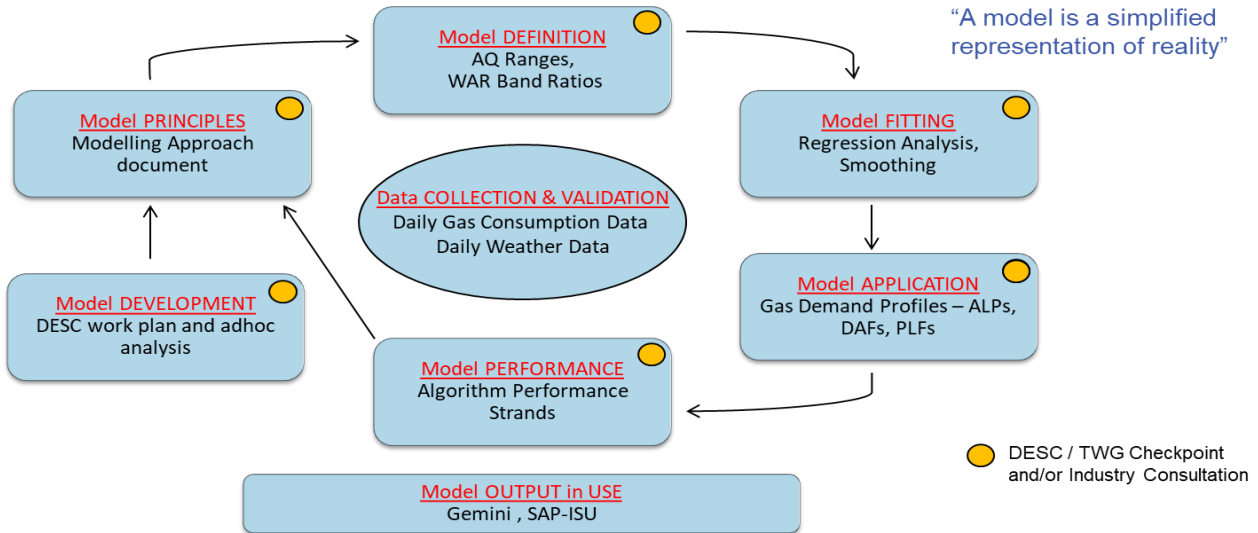 Model DEFINITION
AQ Ranges,
WAR Band Ratios
“A model is a simplified
representation of reality”
Model PRINCIPLES
Modelling Approach
document
Model FITTING
Regression Analysis,
Smoothing
Data COLLECTION & VALIDATION
Daily Gas Consumption Data
Daily Weather Data
Model DEVELOPMENT
DESC work plan and adhoc
analysis
Model APPLICATION
Gas Demand Profiles – ALPs,
DAFs, PLFs
Model PERFORMANCE
Algorithm Performance
Strands
DESC / TWG Checkpoint
and/or Industry Consultation
Model OUTPUT in USE
Gemini , SAP-ISU